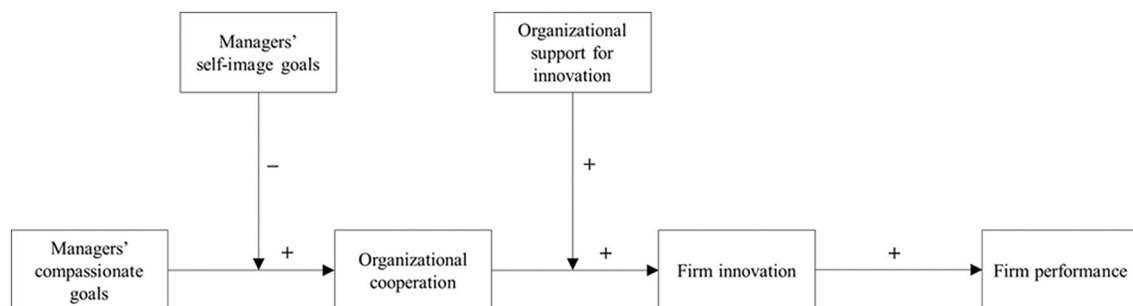 Managers’
self-image goals
Organizational
support for
innovation
–
+
Managers’
compassionate
goals
+
Organizational
cooperation
+
Firm innovation
+
Firm performance